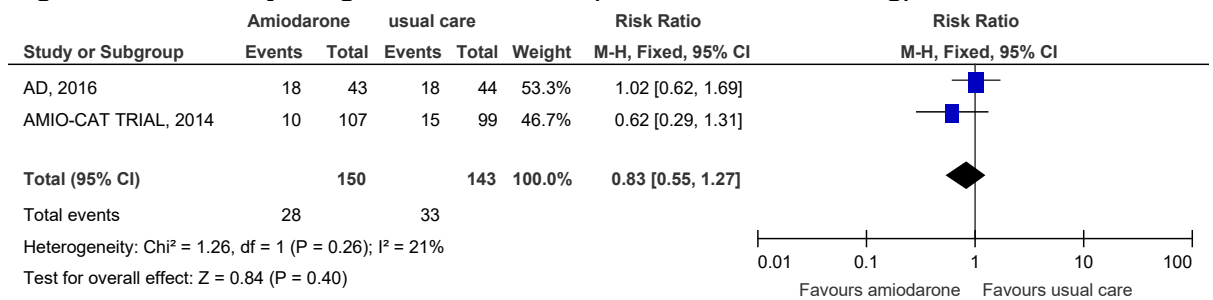 Amiodarone usual care Risk Ratio Risk Ratio
Study or Subgroup Events Total Events Total Weight M-H, Fixed, 95% CI M-H, Fixed, 95% CI
AD, 2016 18 43 18 44 53.3% 1.02 [0.62, 1.69]
AMIO-CAT TRIAL, 2014 10 107 15 99 46.7% 0.62 [0.29, 1.31]
Total (95% CI) 150 143 100.0% 0.83 [0.55, 1.27]
Total events 28 33
Heterogeneity: Chi² = 1.26, df = 1 (P = 0.26); I² = 21%
Test for overall effect: Z = 0.84 (P = 0.40)
0.01 0.1 1 10 100
Favours amiodarone Favours usual care